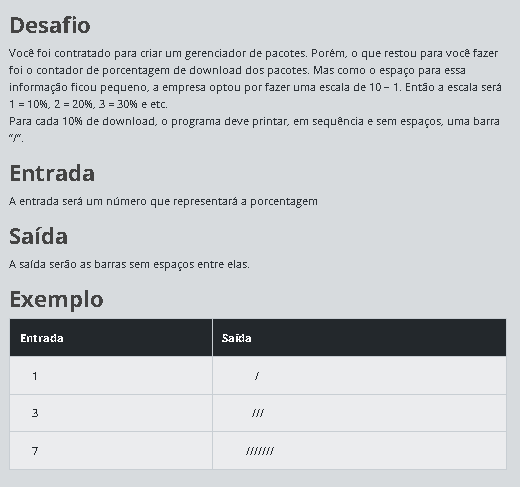 Desafio
Você foi contratado para criar um gerenciador de pacotes. Porém, o que restou para você fazer
foi o contador de porcentagem de download dos pacotes. Mas como o espaço para essa
informação ficou pequeno, a empresa optou por fazer uma escala de 10 – 1. Então a escala será
1 = 10%, 2 = 20%, 3 = 30% e etc.
Para cada 10% de download, o programa deve printar, em sequência e sem espaços, uma barra
“/“.
Entrada
A entrada será um número que representará a porcentagem
Saída
A saída serão as barras sem espaços entre elas.
Exemplo
Entrada Saída
1 /
3 ///
7 ///////